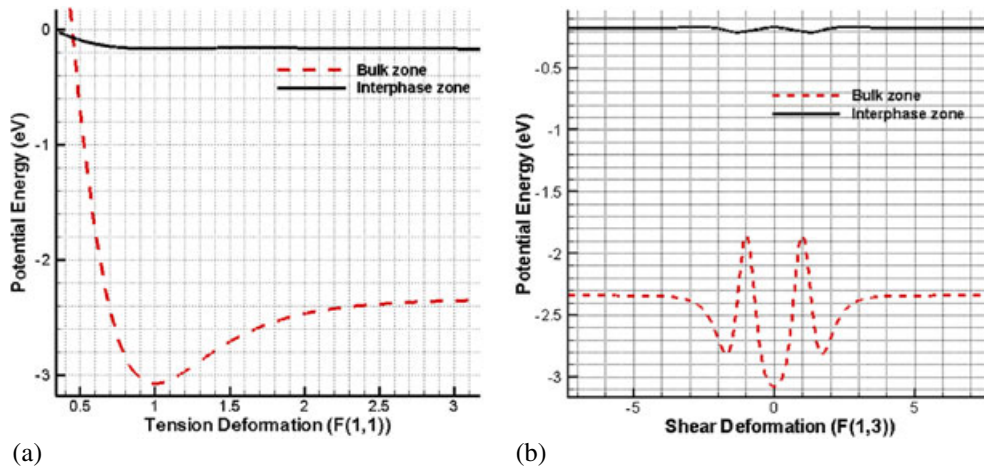 0
-1
-2
-3
Potential Energy (eV)
Bulk zone
Interphase zone
0.5
1
1.5
2
2.5
3
Tension Deformation (F(1,1))
(a)
-0.5
-1
-1.5
-2
-2.5
-3
Potential Energy (eV)
Bulk zone
Interphase zone
-5
0
5
Shear Deformation (F(1,3))
(b)